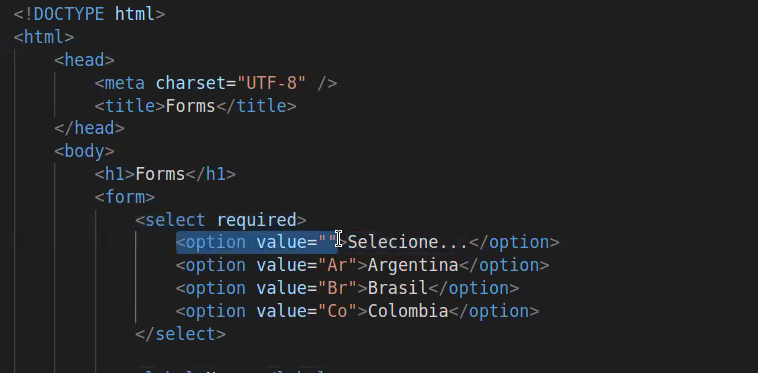 <!DOCTYPE html>
<html>
<head>
<meta charset="UTF-8" />
<title>Forms</title>
</head>
<body>
<h1>Forms</h1>
<form>
<select required>
<option value="">Selecione...</option>
<option value="Ar">Argentina</option>
<option value="Br">Brasil</option>
<option value="Co">Colombia</option>
</select>